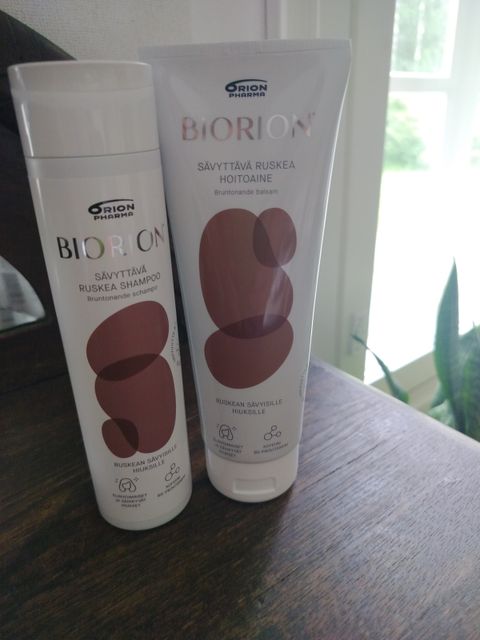 ORION
PHARMA
BIORION
SÄVYTTÄVÄ
RUSKEA SHAMPOO
Bruntonande schampo
RUSKEAN SÄVYISILLE
HIUKSILLE
ORION
PHARMA
BIORION
SÄVYTTÄVÄ RUSKEA
HOITOAINE
Bruntonande balsam
RUSKEAN SÄVYISILLE
HIUKSILLE